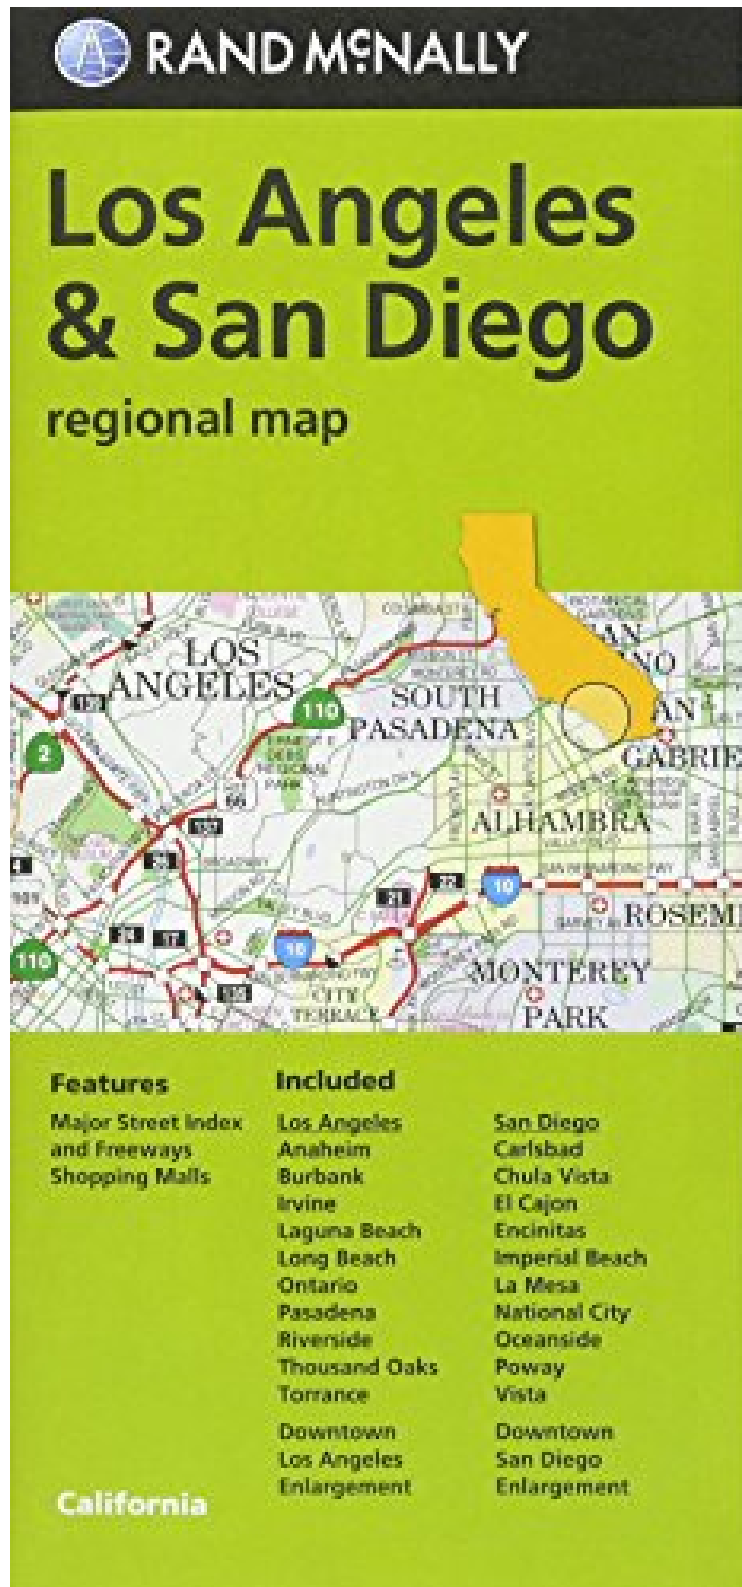 RAND MCNALLY
Los Angeles
& San Diego
regional map
LOS
ANGELES
110
SOUTH
PASADENA
2
66
GABRIE
ALHAMBRA
10
ROSEM
110
10
MONTEREY
PARK
CITY
TERRACE
Features
Major Street Index
and Freeways
Shopping Malls
Included
Los Angeles
Anaheim
Burbank
Irvine
Laguna Beach
Long Beach
Ontario
Pasadena
Riverside
Thousand Oaks
Torrance
Downtown
Los Angeles
Enlargement
San Diego
Carlsbad
Chula Vista
El Cajon
Encinitas
Imperial Beach
La Mesa
National City
Oceanside
Poway
Vista
Downtown
San Diego
Enlargement
California